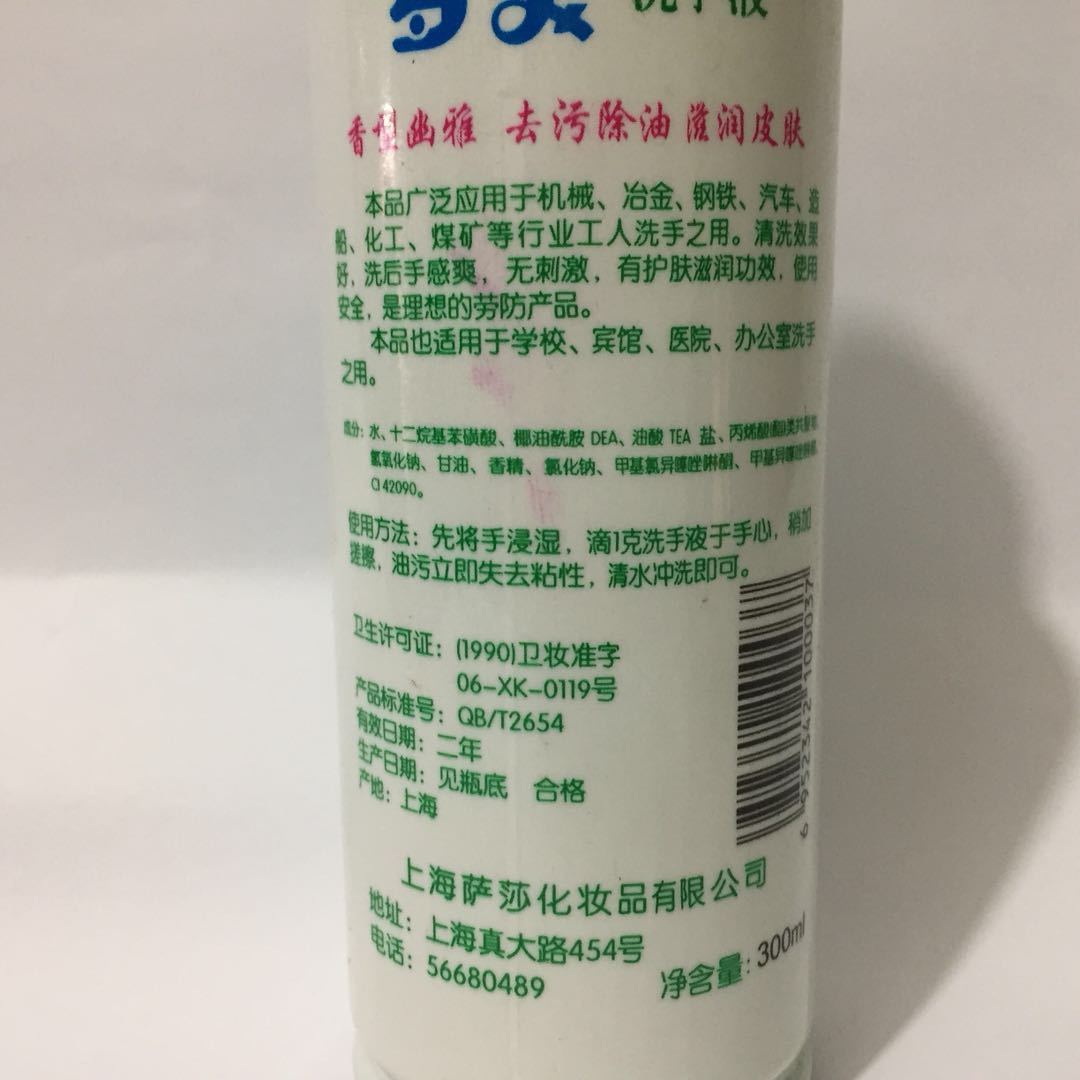 洗手液
香型幽雅 去污除油 滋润皮肤
本品广泛应用于机械、冶金、钢铁、汽车、造
船、化工、煤矿等行业工人洗手之用。清洗效果
好，洗后手感爽，无刺激，有护肤滋润功效，使用
安全，是理想的劳防产品。
本品也适用于学校、宾馆、医院、办公室洗手
之用。
成分：水、十二烷基苯磺酸、椰油酰胺 DEA、油酸 TEA 盐、丙烯酸(酯)类共聚物、
氢氧化钠、甘油、香精、氯化钠、甲基氯异噻唑啉酮、甲基异噻唑啉酮、
CI 42090。
使用方法：先将手浸湿，滴1克洗手液于手心，稍加
搓擦，油污立即失去粘性，清水冲洗即可。
卫生许可证：(1990)卫妆准字
06-XK-0119号
产品标准号：QB/T2654
有效日期：二年
生产日期：见瓶底 合格
产地：上海
6952342100037
上海萨莎化妆品有限公司
地址：上海真大路454号
电话：56680489
净含量：300ml